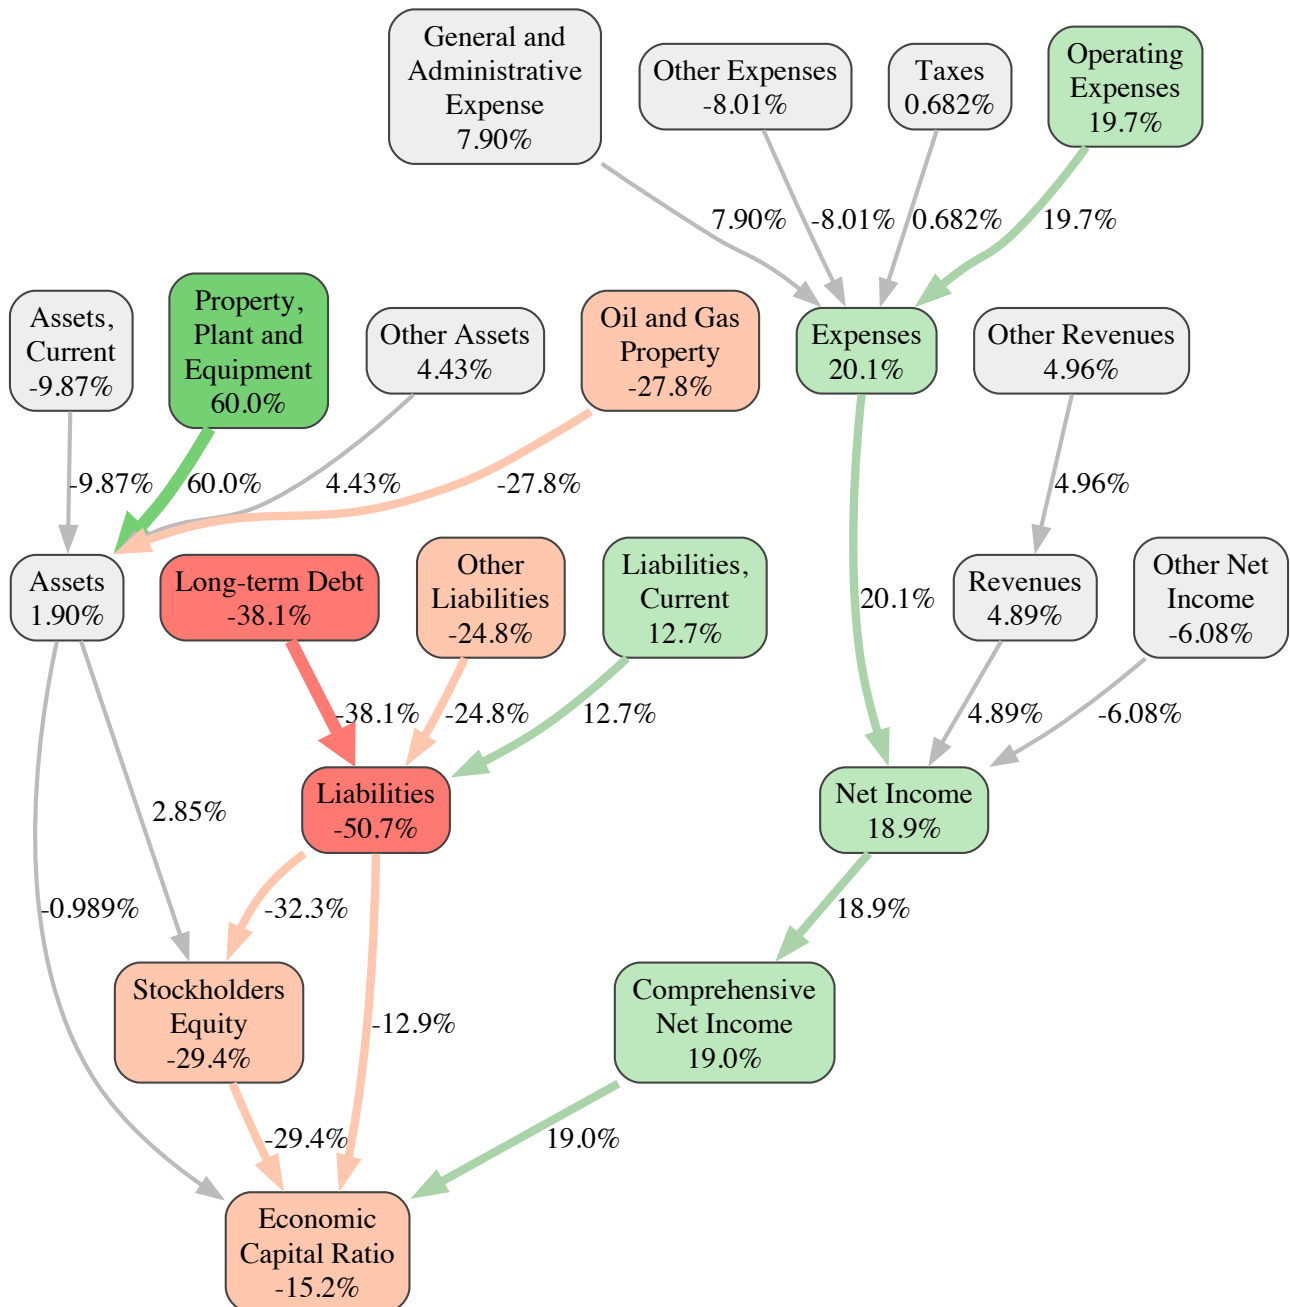 General and
Administrative
Expense
7.90%
Other Expenses
-8.01%
Taxes
0.682%
Operating
Expenses
19.7%
7.90%
-8.01%
0.682%
19.7%
Assets,
Current
-9.87%
Property,
Plant and
Equipment
60.0%
Other Assets
4.43%
Oil and Gas
Property
-27.8%
Expenses
20.1%
Other Revenues
4.96%
-9.87%
60.0%
4.43%
-27.8%
4.96%
Assets
1.90%
Long-term Debt
-38.1%
Other
Liabilities
-24.8%
Liabilities,
Current
12.7%
20.1%
Revenues
4.89%
Other Net
Income
-6.08%
-38.1%
-24.8%
12.7%
4.89%
-6.08%
Liabilities
-50.7%
Net Income
18.9%
2.85%
-0.989%
-32.3%
18.9%
Stockholders
Equity
-29.4%
-12.9%
Comprehensive
Net Income
19.0%
-29.4%
19.0%
Economic
Capital Ratio
-15.2%